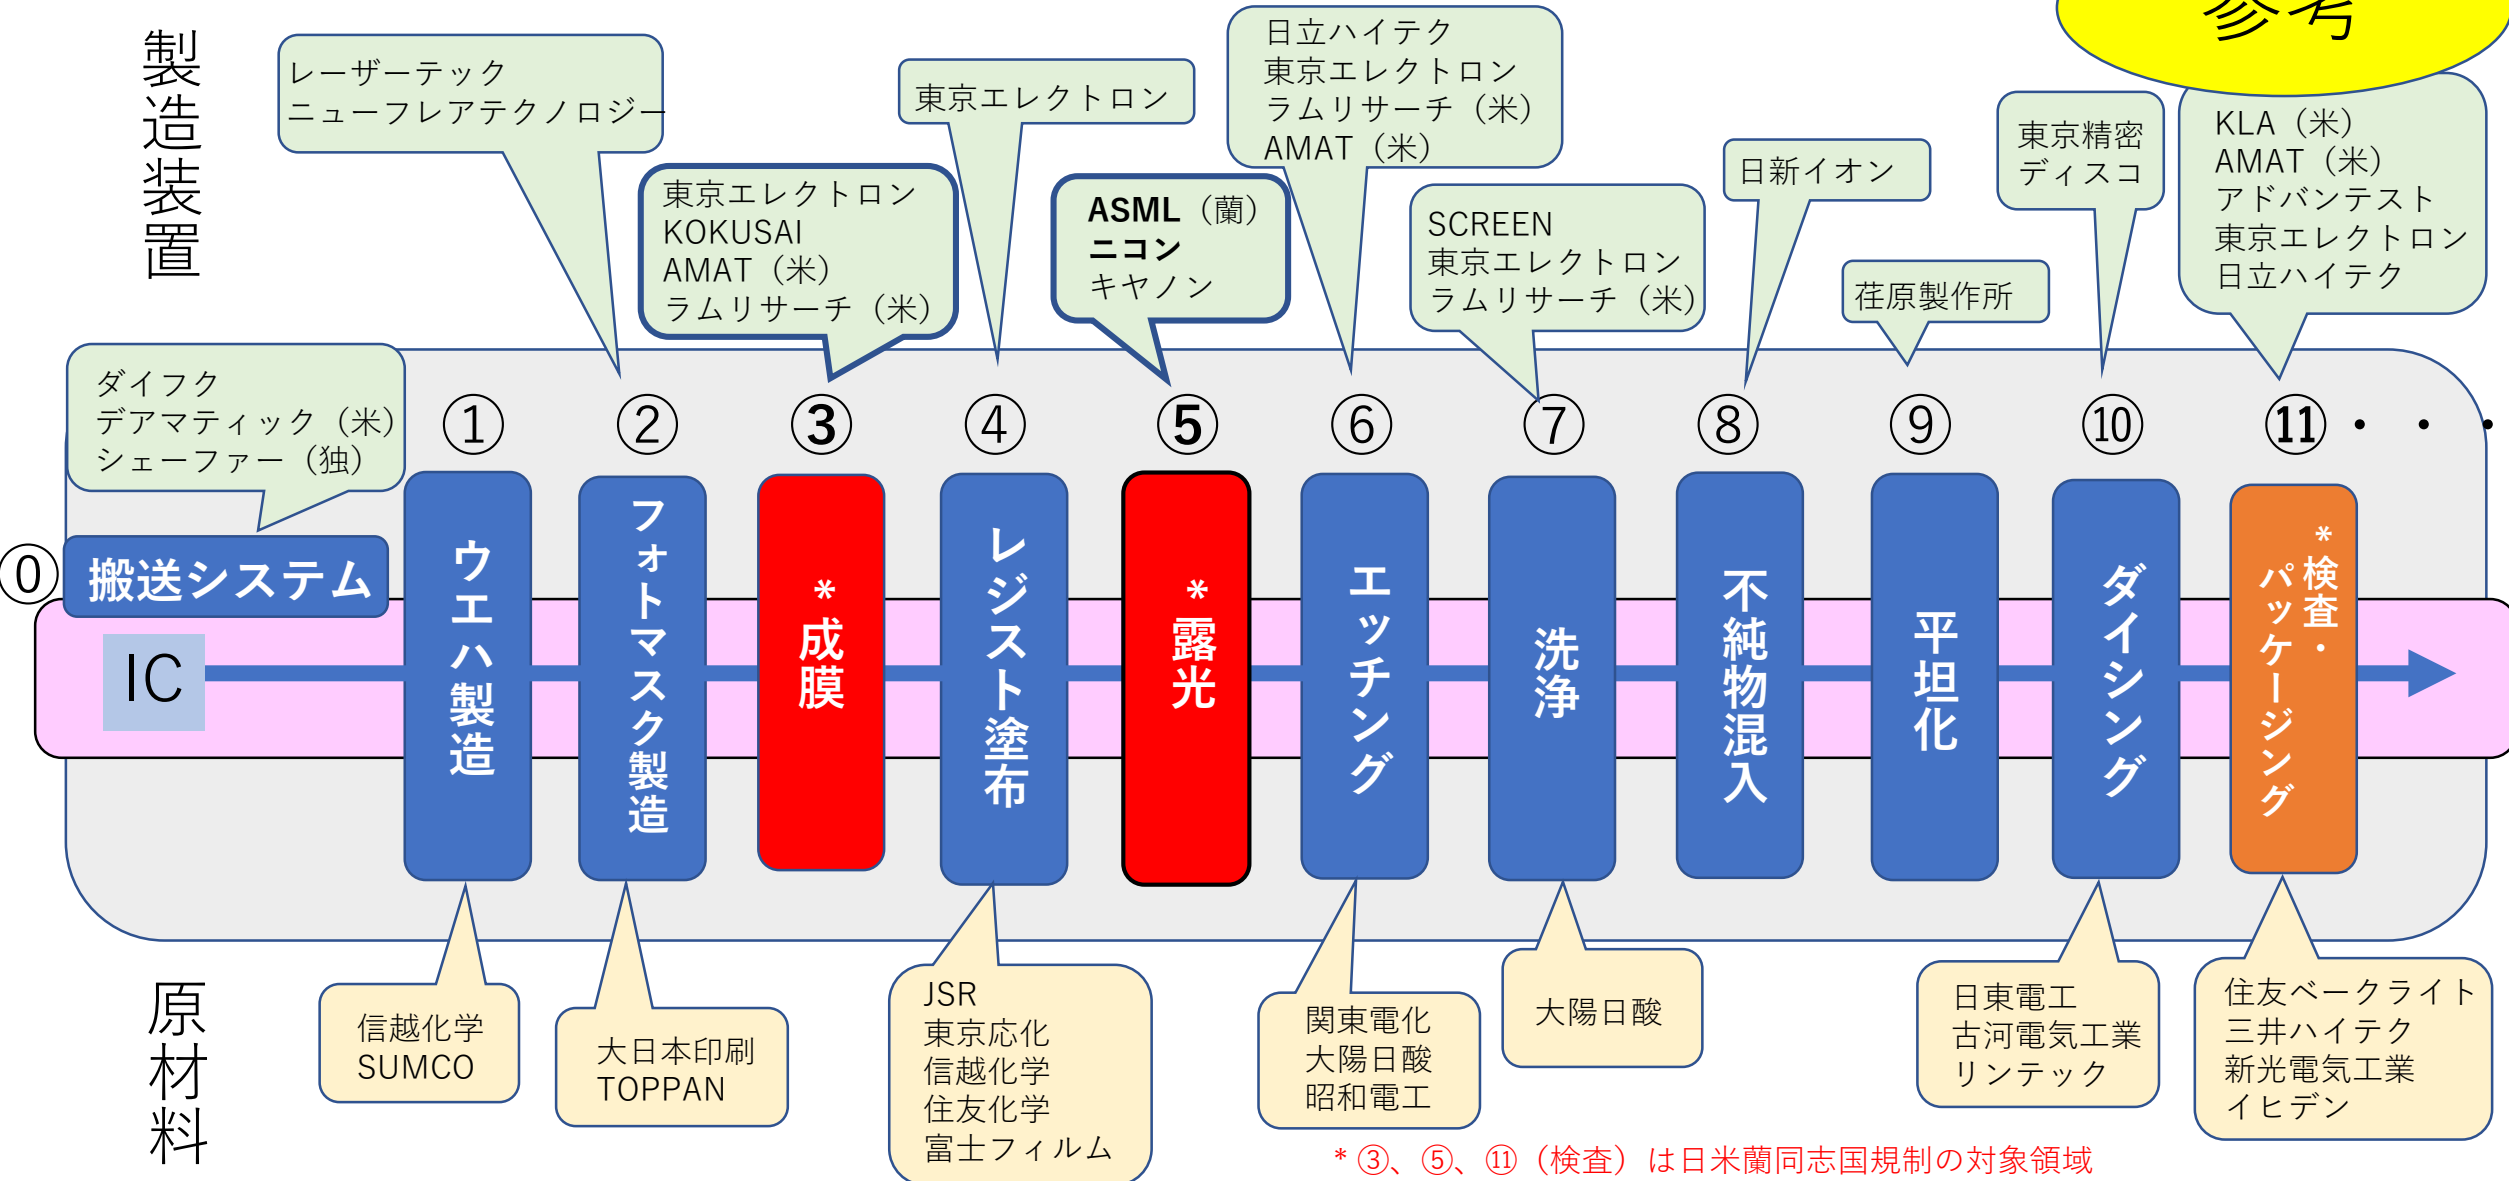 参考
製造装置
レーザーテック
ニューフレアテクノロジー
東京エレクトロン
KOKUSAI
AMAT（米）
ラムリサーチ（米）
東京エレクトロン
ASML（蘭）
ニコン
キヤノン
日立ハイテク
東京エレクトロン
ラムリサーチ（米）
AMAT（米）
SCREEN
東京エレクトロン
ラムリサーチ（米）
日新イオン
荏原製作所
東京精密
ディスコ
KLA（米）
AMAT（米）
アドバンテスト
東京エレクトロン
日立ハイテク
ダイフク
デアマティック（米）
シェーファー（独）
① ② ③ ④ ⑤ ⑥ ⑦ ⑧ ⑨ ⑩ ⑪・・・
⓪ 搬送システム
IC
ウエハ製造
フォトマスク製造
*成膜
レジスト塗布
*露光
エッチング
洗浄
不純物混入
平坦化
ダイシング
*検査・
パッケージング
原材料
信越化学
SUMCO
大日本印刷
TOPPAN
JSR
東京応化
信越化学
住友化学
富士フィルム
関東電化
大陽日酸
昭和電工
大陽日酸
日東電工
古河電気工業
リンテック
住友ベークライト
三井ハイテク
新光電気工業
イヒデン
* ③、⑤、⑪（検査）は日米蘭同志国規制の対象領域